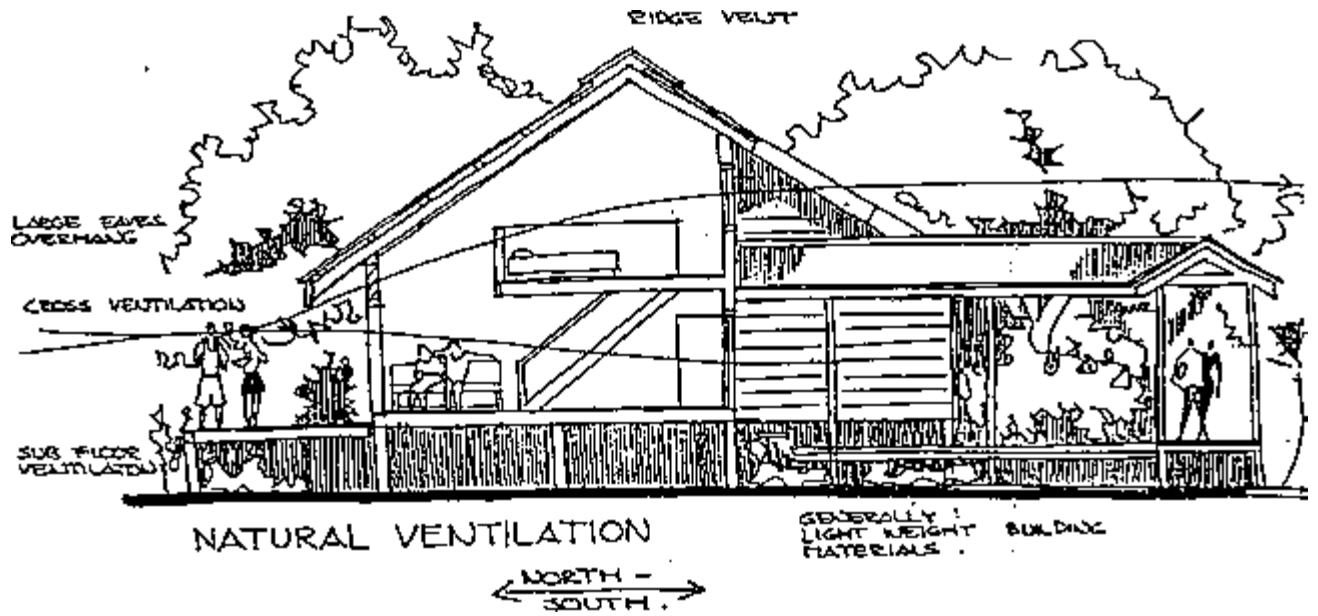 RIDGE VENT
LARGE EAVES
OVERHANG
CROSS VENTILATION
SUB FLOOR
VENTILATION
NATURAL VENTILATION
GENERALLY :
LIGHT WEIGHT BUILDING
MATERIALS .
NORTH -
SOUTH .